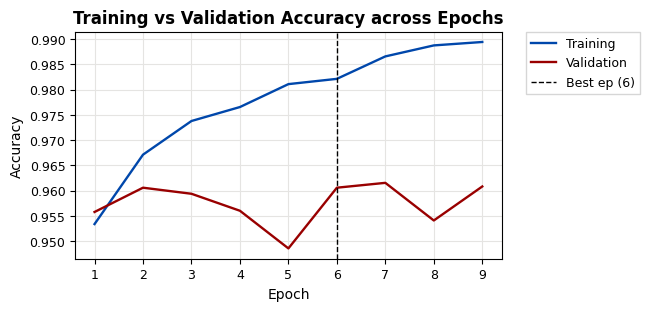 Training vs Validation Accuracy across Epochs
Accuracy
0.990
0.985
0.980
0.975
0.970
0.965
0.960
0.955
0.950
1 2 3 4 5 6 7 8 9
Epoch
Training
Validation
Best ep (6)